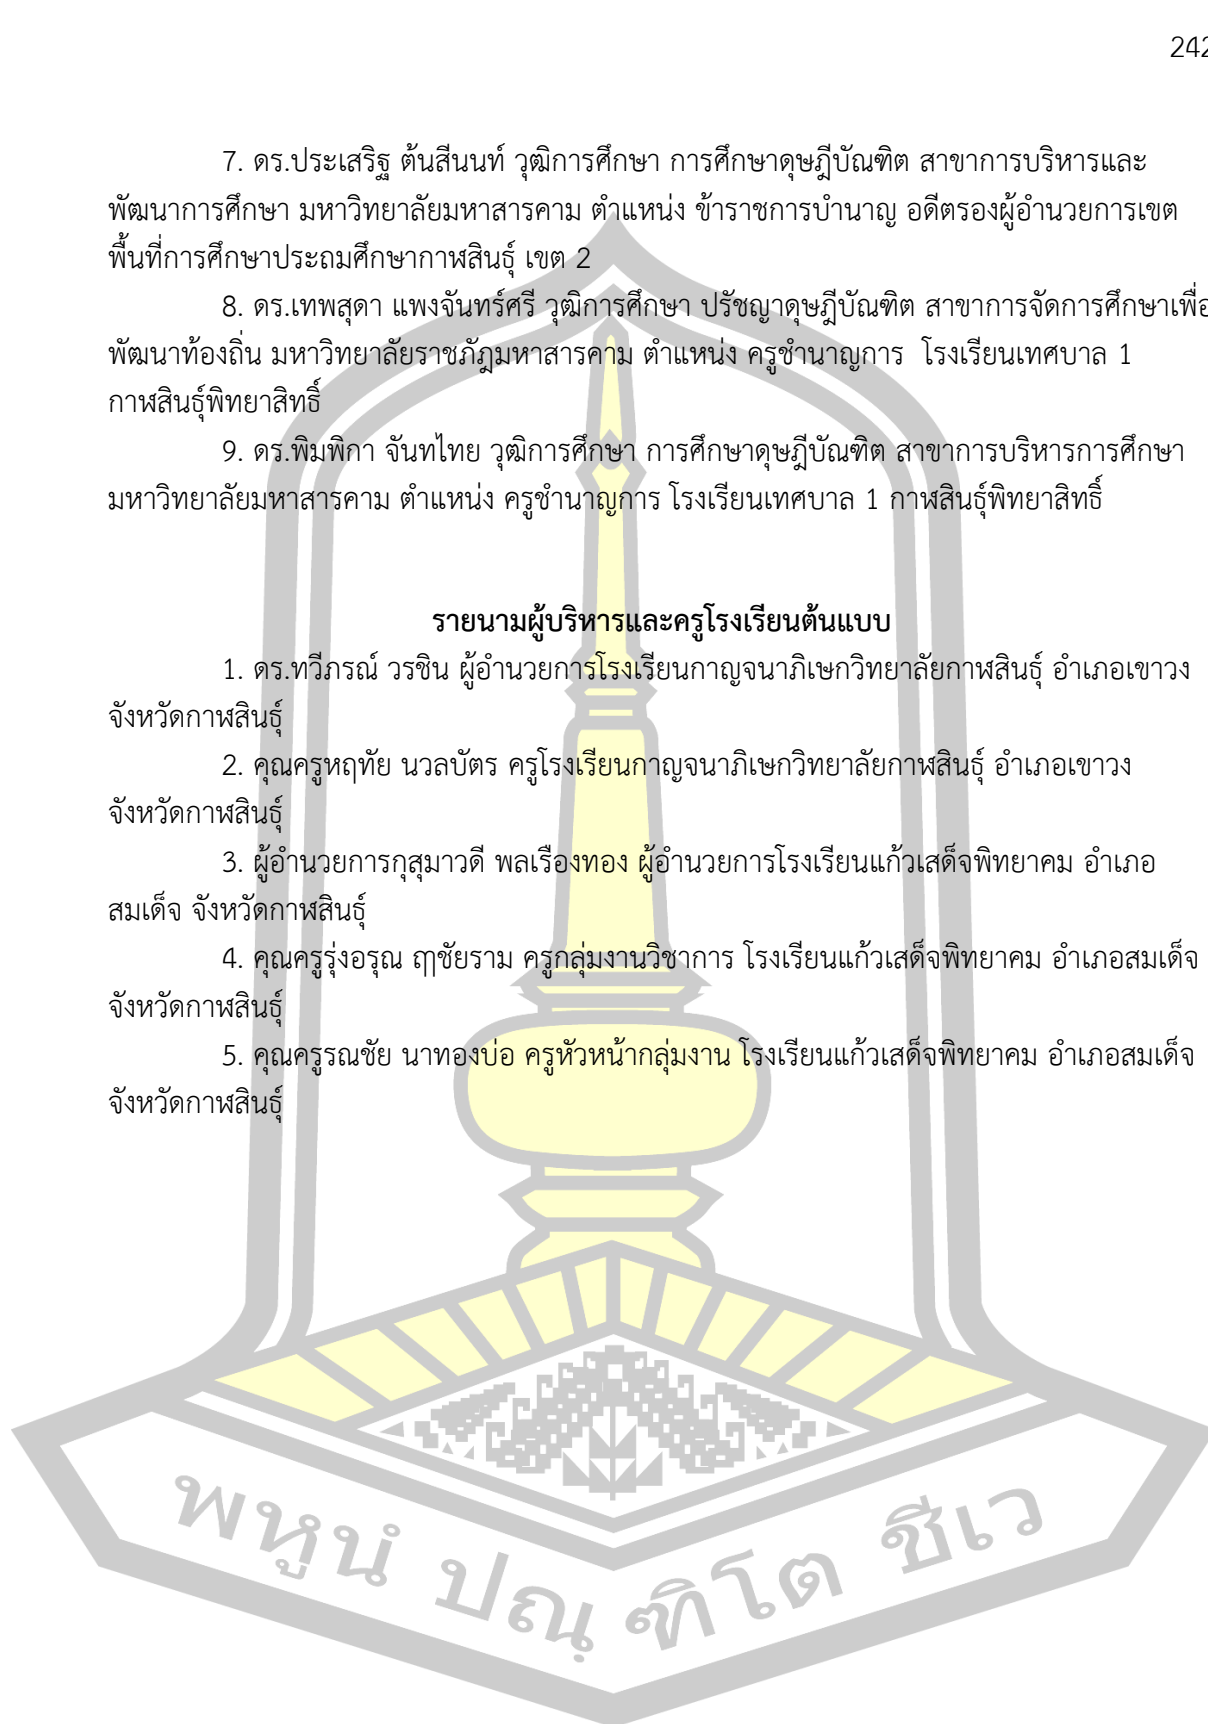 242
7. ดร.ประเสริฐ ต้นสีนนท์ วุฒิการศึกษา การศึกษาดุษฎีบัณฑิต สาขาการบริหารและ
พัฒนาการศึกษา มหาวิทยาลัยมหาสารคาม ตำแหน่ง ข้าราชการบำนาญ อดีตรองผู้อำนวยการเขต
พื้นที่การศึกษาประถมศึกษากาฬสินธุ์ เขต 2
8. ดร.เทพสุดา แพงจันทร์ศรี วุฒิการศึกษา ปรัชญาดุษฎีบัณฑิต สาขาการจัดการศึกษาเพื่อ
พัฒนาท้องถิ่น มหาวิทยาลัยราชภัฏมหาสารคาม ตำแหน่ง ครูชำนาญการ โรงเรียนเทศบาล 1
กาฬสินธุ์พิทยาสิทธิ์
9. ดร.พิมพิกา จันทไทย วุฒิการศึกษา การศึกษาดุษฎีบัณฑิต สาขาการบริหารการศึกษา
มหาวิทยาลัยมหาสารคาม ตำแหน่ง ครูชำนาญการ โรงเรียนเทศบาล 1 กาฬสินธุ์พิทยาสิทธิ์
รายนามผู้บริหารและครูโรงเรียนต้นแบบ
1. ดร.ทวีภรณ์ วรชิน ผู้อำนวยการโรงเรียนกาญจนาภิเษกวิทยาลัยกาฬสินธุ์ อำเภอเขาวง
จังหวัดกาฬสินธุ์
2. คุณครูหฤทัย นวลบัตร ครูโรงเรียนกาญจนาภิเษกวิทยาลัยกาฬสินธุ์ อำเภอเขาวง
จังหวัดกาฬสินธุ์
3. ผู้อำนวยการกุสุมาวดี พลเรืองทอง ผู้อำนวยการโรงเรียนแก้วเสด็จพิทยาคม อำเภอ
สมเด็จ จังหวัดกาฬสินธุ์
4. คุณครูรุ่งอรุณ ฤาชัยราม ครูกลุ่มงานวิชาการ โรงเรียนแก้วเสด็จพิทยาคม อำเภอสมเด็จ
จังหวัดกาฬสินธุ์
5. คุณครูรณชัย นาทองบ่อ ครูหัวหน้ากลุ่มงาน โรงเรียนแก้วเสด็จพิทยาคม อำเภอสมเด็จ
จังหวัดกาฬสินธุ์
พหูนํ ปณฺฑิโต ชีเว